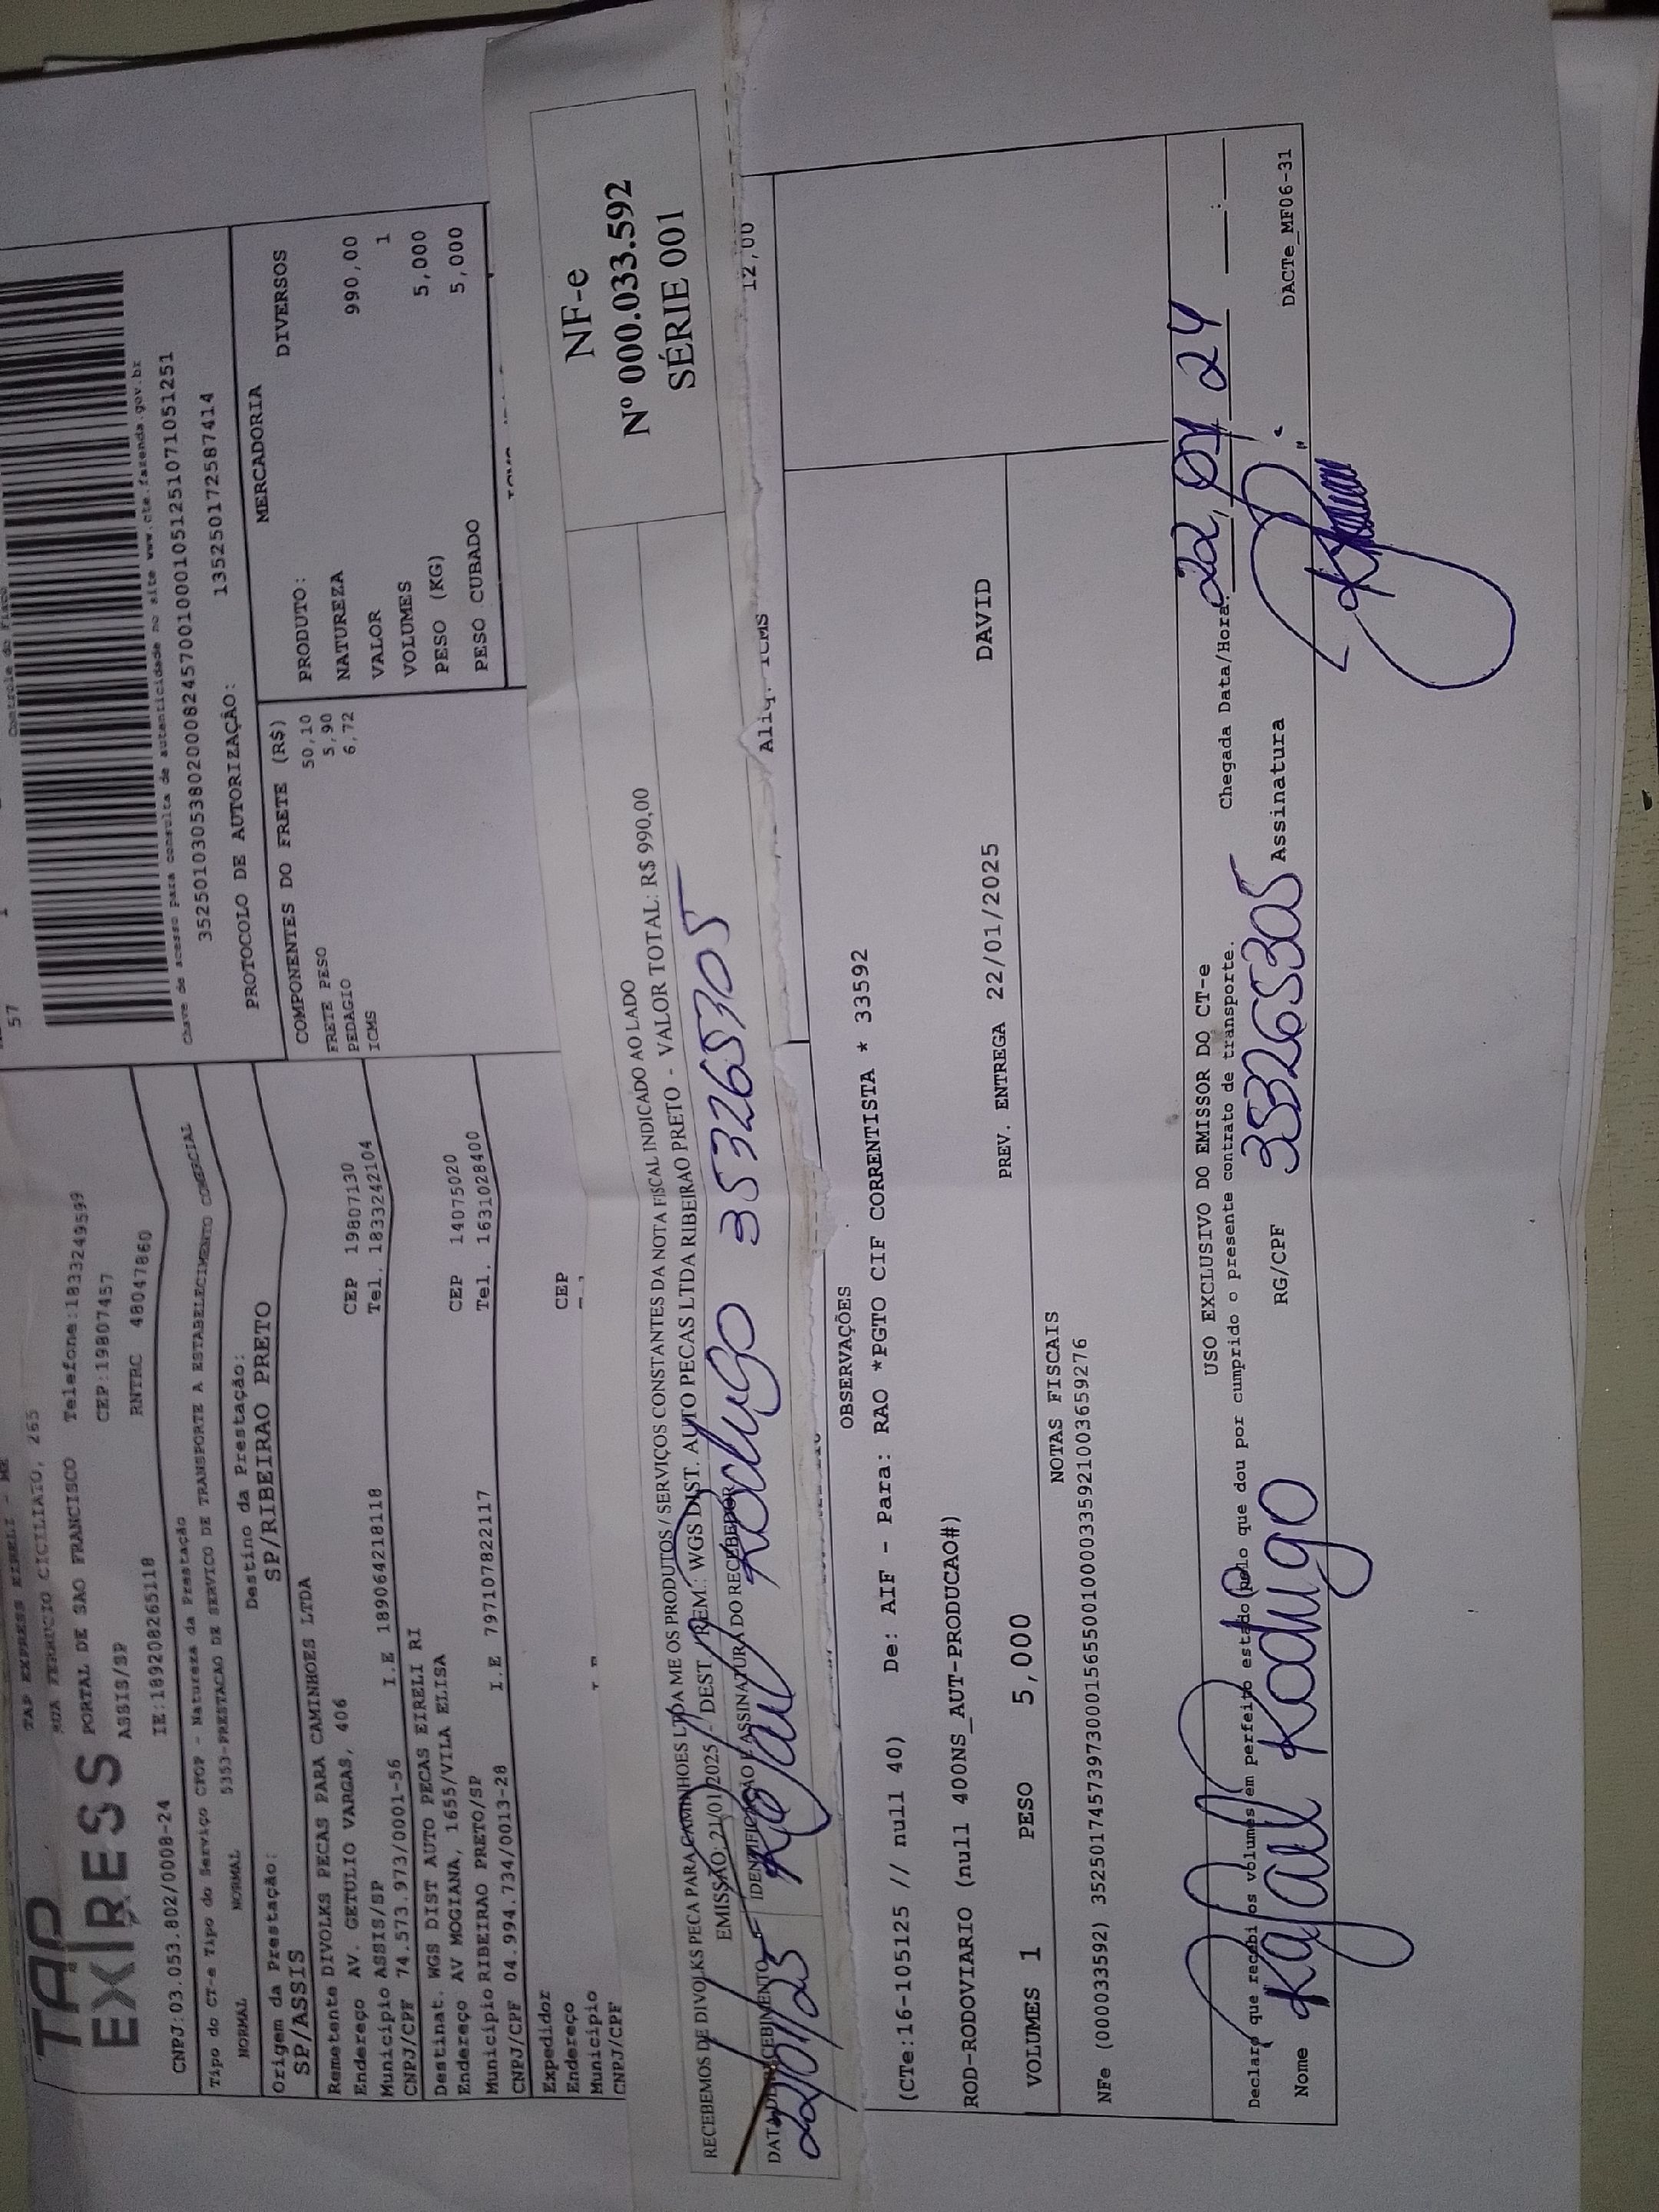 TAP
EXPRESS
TAP EXPRESS EIRELI - ME
RUA FERRUCIO CICILIATO, 265
PORTAL DE SAO FRANCISCO Telefone:1833249599
ASSIS/SP CEP:19807457
CNPJ:03.053.802/0008-24 IE:189208265118 RNTRC 48047860
Tipo do CT-e Tipo do Serviço CFOP - Natureza da Prestação
NORMAL NORMAL 5353-PRESTACAO DE SERVICO DE TRANSPORTE A ESTABELECIMENTO COMERCIAL
Origem da Prestação: Destino da Prestação:
SP/ASSIS SP/RIBEIRAO PRETO
Remetente DIVOLKS PECAS PARA CAMINHOES LTDA
Endereço AV. GETULIO VARGAS, 406 CEP 19807130
Município ASSIS/SP Tel. 1833242104
CNPJ/CPF 74.573.973/0001-56 I.E 189064218118
Destinat. WGS DIST AUTO PECAS EIRELI RI
Endereço AV MOGIANA, 1655/VILA ELISA CEP 14075020
Município RIBEIRAO PRETO/SP Tel. 1631028400
CNPJ/CPF 04.994.734/0013-28 I.E 797107822117
Expedidor
Endereço CEP
Município
CNPJ/CPF
57 1 Controle do Fisco
Chave de acesso para consulta de autenticidade no site www.cte.fazenda.gov.br
35250103053802000824570010001051251071051251
PROTOCOLO DE AUTORIZAÇÃO: 135250172587414
COMPONENTES DO FRETE (R$)
FRETE PESO 50,10
PEDAGIO 5,90
ICMS 6,72
MERCADORIA
PRODUTO: DIVERSOS
NATUREZA
VALOR 990,00
VOLUMES 1
PESO (KG) 5,000
PESO CUBADO 5,000
RECEBEMOS DE DIVOLKS PECA PARA CAMINHOES LTDA ME OS PRODUTOS / SERVIÇOS CONSTANTES DA NOTA FISCAL INDICADO AO LADO
EMISSÃO: 21/01/2025 - DEST. / REM.: WGS DIST. AUTO PECAS LTDA RIBEIRAO PRETO - VALOR TOTAL: R$ 990,00
DATA DE RECEBIMENTO IDENTIFICAÇÃO E ASSINATURA DO RECEBEDOR
22/01/25 Rafael Rodrigo 353265305
NF-e
Nº 000.033.592
SÉRIE 001
Aliq. ICMS 12,00
OBSERVAÇÕES
(CTe:16-105125 // null 40) De: AIF - Para: RAO *PGTO CIF CORRENTISTA * 33592
ROD-RODOVIARIO (null 400NS_AUT-PRODUCAO#)
VOLUMES 1 PESO 5,000 PREV. ENTREGA 22/01/2025 DAVID
NOTAS FISCAIS
NFe (000033592) 35250174573973000156550010000335921003659276
USO EXCLUSIVO DO EMISSOR DO CT-e
Declaro que recebi os volumes em perfeito estado pelo que dou por cumprido o presente contrato de transporte. Chegada Data/Hora: 22/01/24 __:__
Nome Rafael Rodrigo RG/CPF 353265305 Assinatura
DACTe_MF06-31